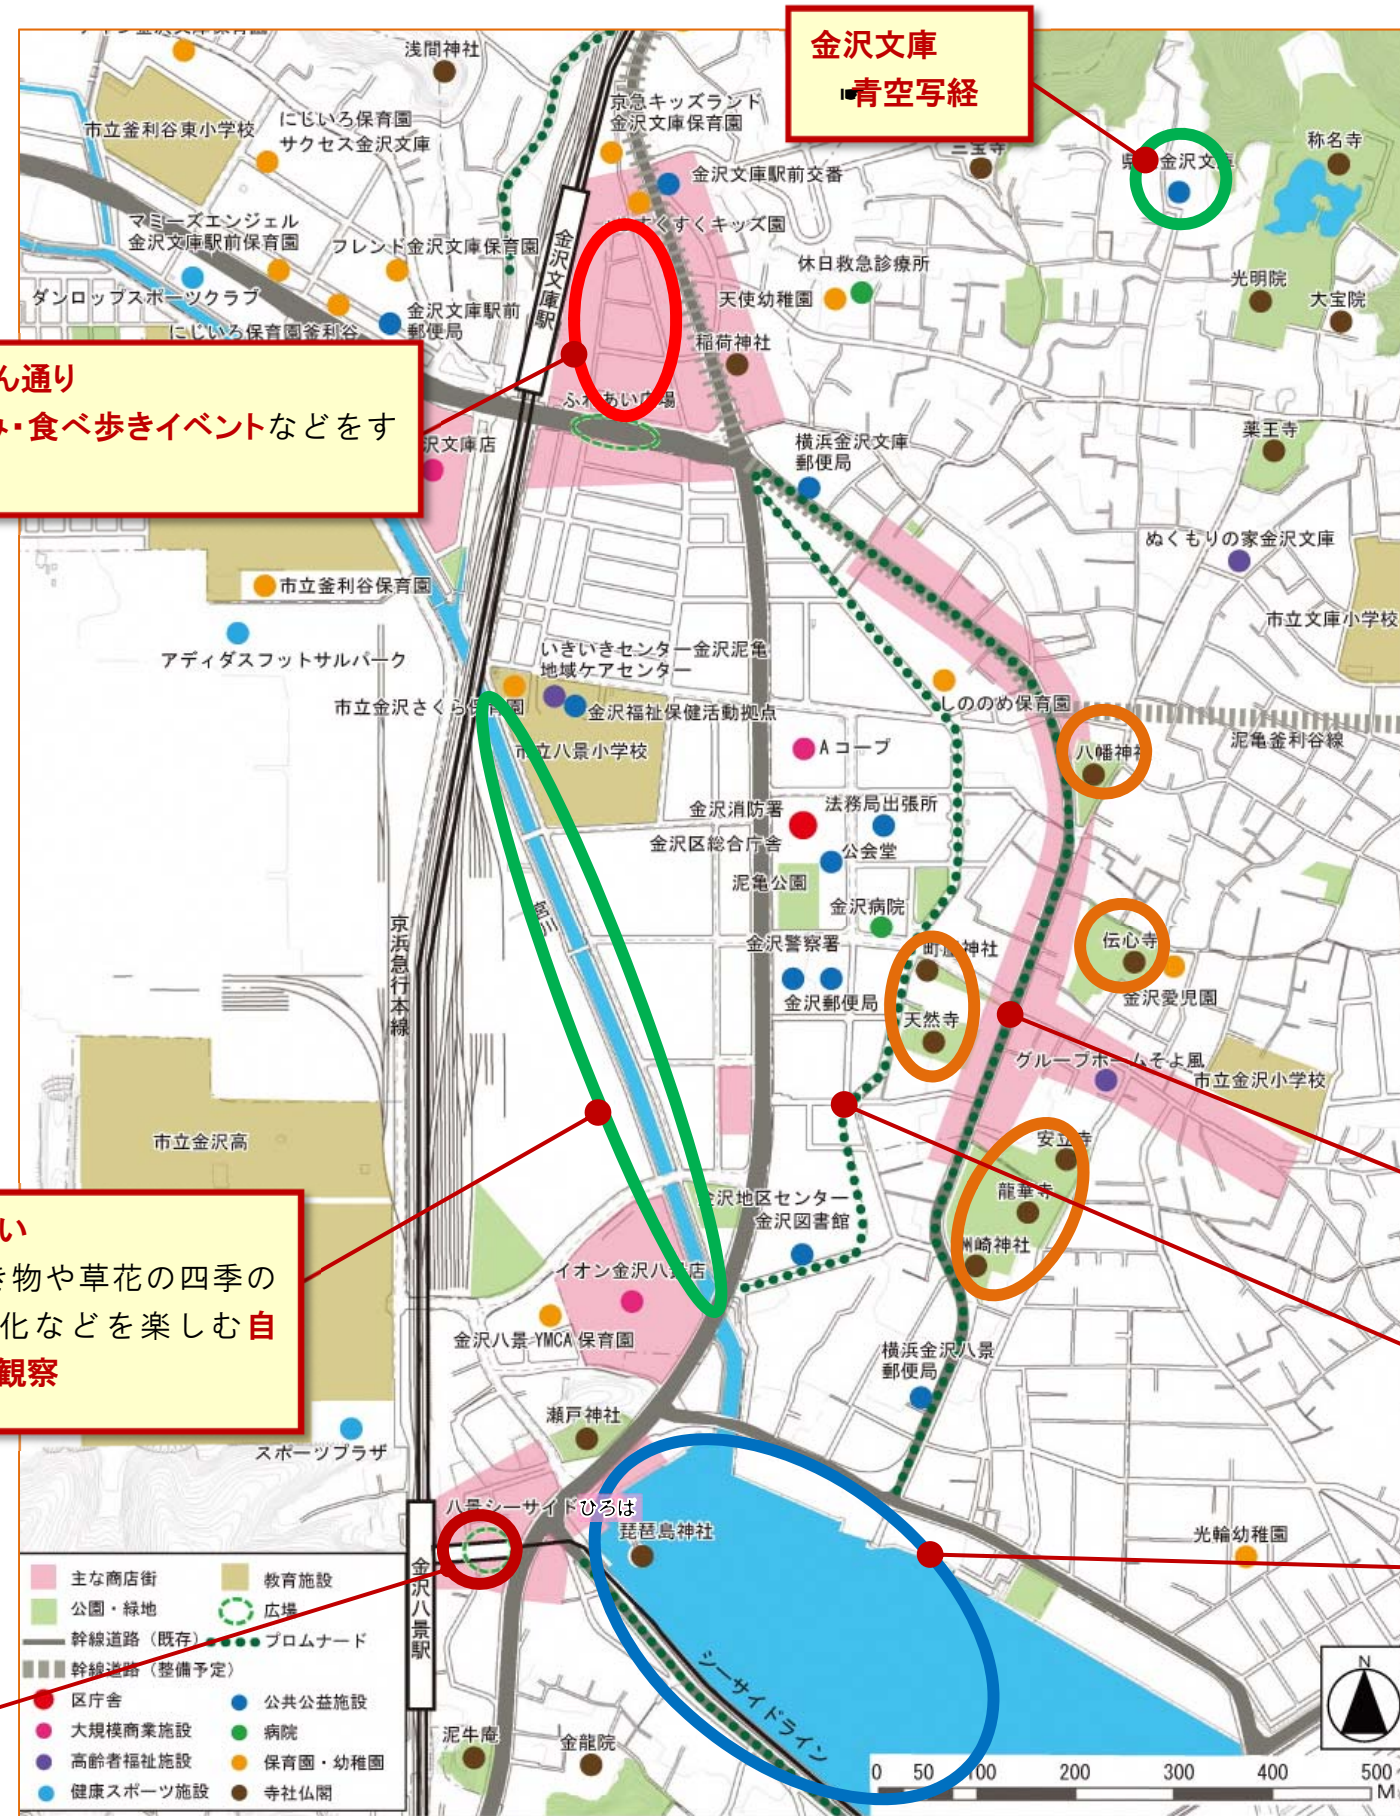 金沢文庫
☛青空写経
浅間神社
京急キッズランド
金沢文庫保育園
市立釜利谷東小学校
にじいろ保育園
サクセス金沢文庫
三宝寺
金沢文庫
称名寺
金沢文庫駅前交番
すくすくキッズ園
マミーズエンジェル
金沢文庫駅前保育園
フレンド金沢文庫保育園
金沢文庫駅
休日救急診療所
天使幼稚園
光明院
大宝院
ダンロップスポーツクラブ
金沢文庫駅前
郵便局
にじいろ保育園釜利谷
稲荷神社
ん通り
・食べ歩きイベントなどをす
ふれあい広場
沢文庫店
横浜金沢文庫
郵便局
薬王寺
ぬくもりの家金沢文庫
市立釜利谷保育園
市立文庫小学校
アディダスフットサルパーク
いきいきセンター金沢泥亀
地域ケアセンター
市立金沢さくら保育園
金沢福祉保健活動拠点
しののめ保育園
市立八景小学校
Aコープ
八幡神社
泥亀釜利谷線
金沢消防署
法務局出張所
金沢区総合庁舎
公会堂
泥亀公園
宮川
金沢病院
京浜急行本線
金沢警察署
町屋神社
伝心寺
金沢郵便局
金沢愛児園
天然寺
グループホームそよ風
市立金沢小学校
市立金沢高
安立寺
龍華寺
金沢地区センター
金沢図書館
洲崎神社
い
き物や草花の四季の
化などを楽しむ自
観察
イオン金沢八景店
金沢八景YMCA保育園
横浜金沢八景
郵便局
瀬戸神社
スポーツプラザ
八景シーサイドひろば
琵琶島神社
光輪幼稚園
金沢八景駅
主な商店街
教育施設
公園・緑地
広場
幹線道路（既存）
プロムナード
幹線道路（整備予定）
区庁舎
公共公益施設
大規模商業施設
病院
高齢者福祉施設
保育園・幼稚園
健康スポーツ施設
寺社仏閣
泥牛庵
金龍院
シーサイドライン
N
0 50 100 200 300 400 500
M